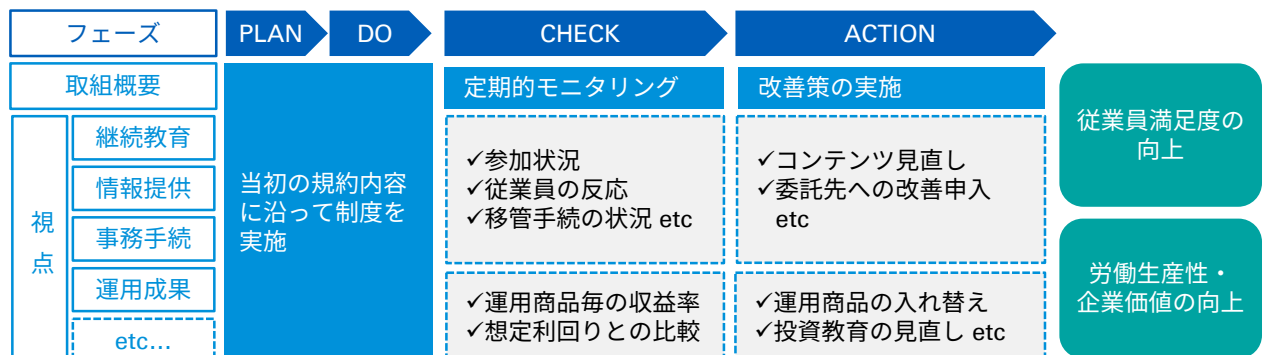 フェーズ
PLAN
DO
CHECK
ACTION
取組概要
定期的モニタリング
改善策の実施
視
点
継続教育
情報提供
事務手続
運用成果
etc…
当初の規約内容
に沿って制度を
実施
✓参加状況
✓従業員の反応
✓移管手続の状況 etc
✓コンテンツ見直し
✓委託先への改善申入
etc
✓運用商品毎の収益率
✓想定利回りとの比較
✓運用商品の入れ替え
✓投資教育の見直し etc
従業員満足度の
向上
労働生産性・
企業価値の向上